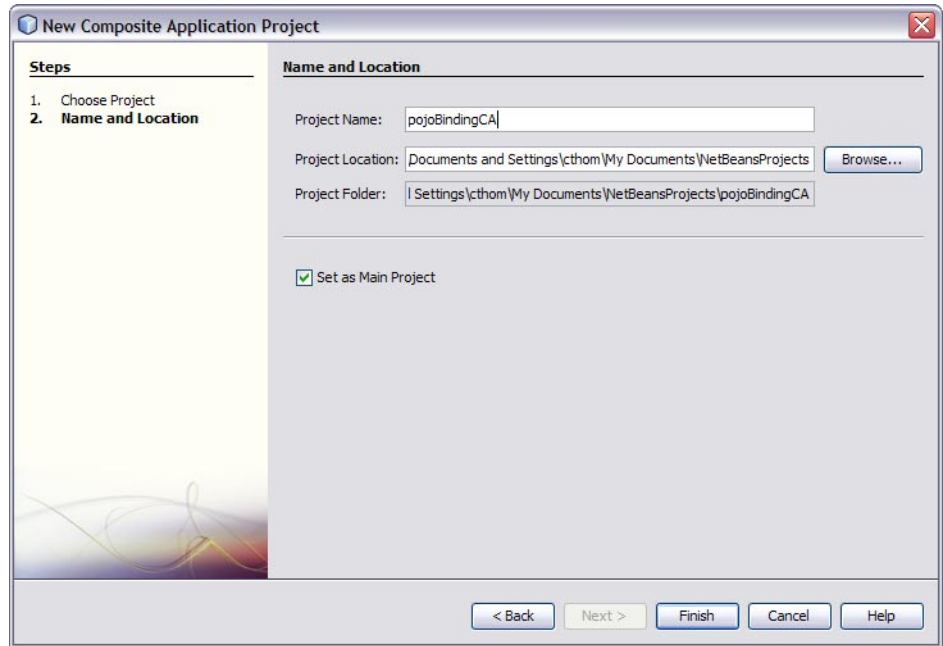 New Composite Application Project
Steps
1. Choose Project
2. Name and Location
Name and Location
Project Name: pojoBindingCA
Project Location: Documents and Settings\cthom\My Documents\NetBeansProjects Browse...
Project Folder: l Settings\cthom\My Documents\NetBeansProjects\pojoBindingCA
Set as Main Project
< Back Next > Finish Cancel Help